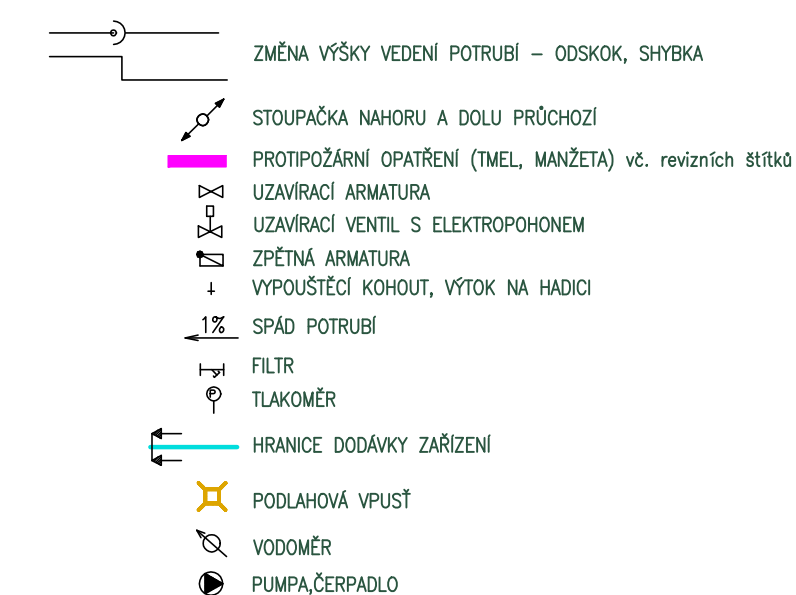 ZMĚNA VÝŠKY VEDENÍ POTRUBÍ – ODSKOK, SHYBKA
STOUPAČKA NAHORU A DOLU PRŮCHOZÍ
PROTIPOŽÁRNÍ OPATŘENÍ (TMEL, MANŽETA) vč. revizních štítků
UZAVÍRACÍ ARMATURA
UZAVÍRACÍ VENTIL S ELEKTROPOHONEM
ZPĚTNÁ ARMATURA
VYPOUŠTĚCÍ KOHOUT, VÝTOK NA HADICI
1% SPÁD POTRUBÍ
FILTR
P TLAKOMĚR
HRANICE DODÁVKY ZAŘÍZENÍ
PODLAHOVÁ VPUSŤ
VODOMĚR
PUMPA,ČERPADLO